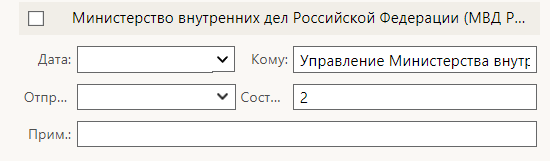 Министерство внутренних дел Российской Федерации (МВД Р...
Дата: Кому: Управление Министерства внутр
Отпр... Сост... 2
Прим.: